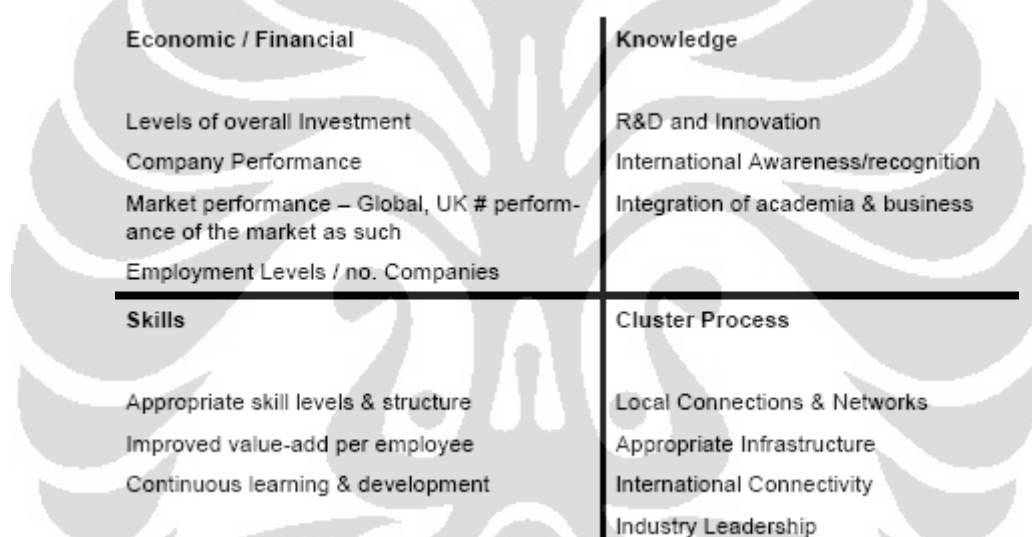 Economic / Financial
Levels of overall Investment
Company Performance
Market performance – Global, UK # perform-
ance of the market as such
Employment Levels / no. Companies
Knowledge
R&D and Innovation
International Awareness/recognition
Integration of academia & business
Skills
Appropriate skill levels & structure
Improved value-add per employee
Continuous learning & development
Cluster Process
Local Connections & Networks
Appropriate Infrastructure
International Connectivity
Industry Leadership